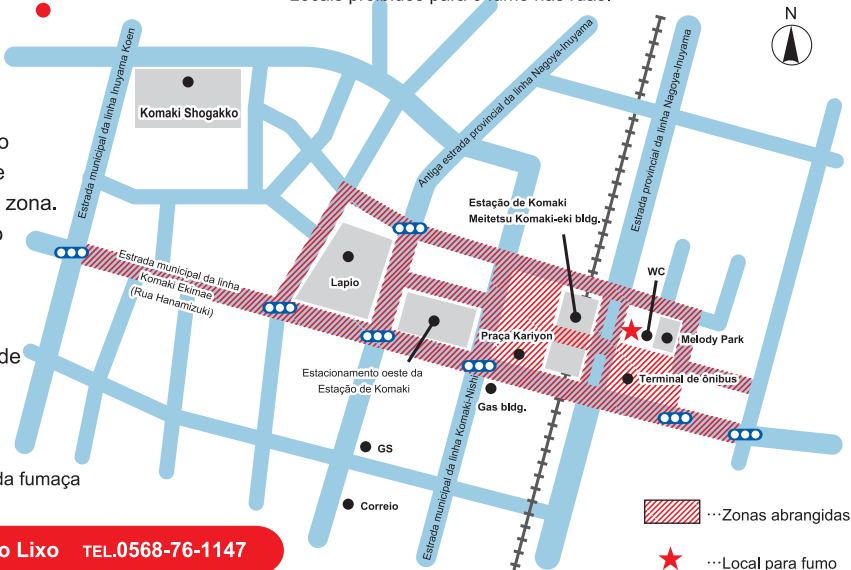 Locais proibidos para o fumo nas ruas.
N
Estrada municipal da linha Inuyama Koen
Komaki Shogakko
Antiga estrada provincial da linha Nagoya-Inuyama
Estrada provincial da linha Nagoya-Inuyama
o
e
zona.
o
Estação de Komaki
Meitetsu Komaki-eki bldg.
Estrada municipal da linha
Komaki Ekimae
(Rua Hanamizuki)
Lapio
WC
Praça Kariyon
Melody Park
de
Estacionamento oeste da
Estação de Komaki
Terminal de ônibus
Gas bldg.
Estrada municipal da linha Komaki-Nishi
GS
da fumaça
Correio
o Lixo TEL.0568-76-1147
···Zonas abrangidas
···Local para fumo